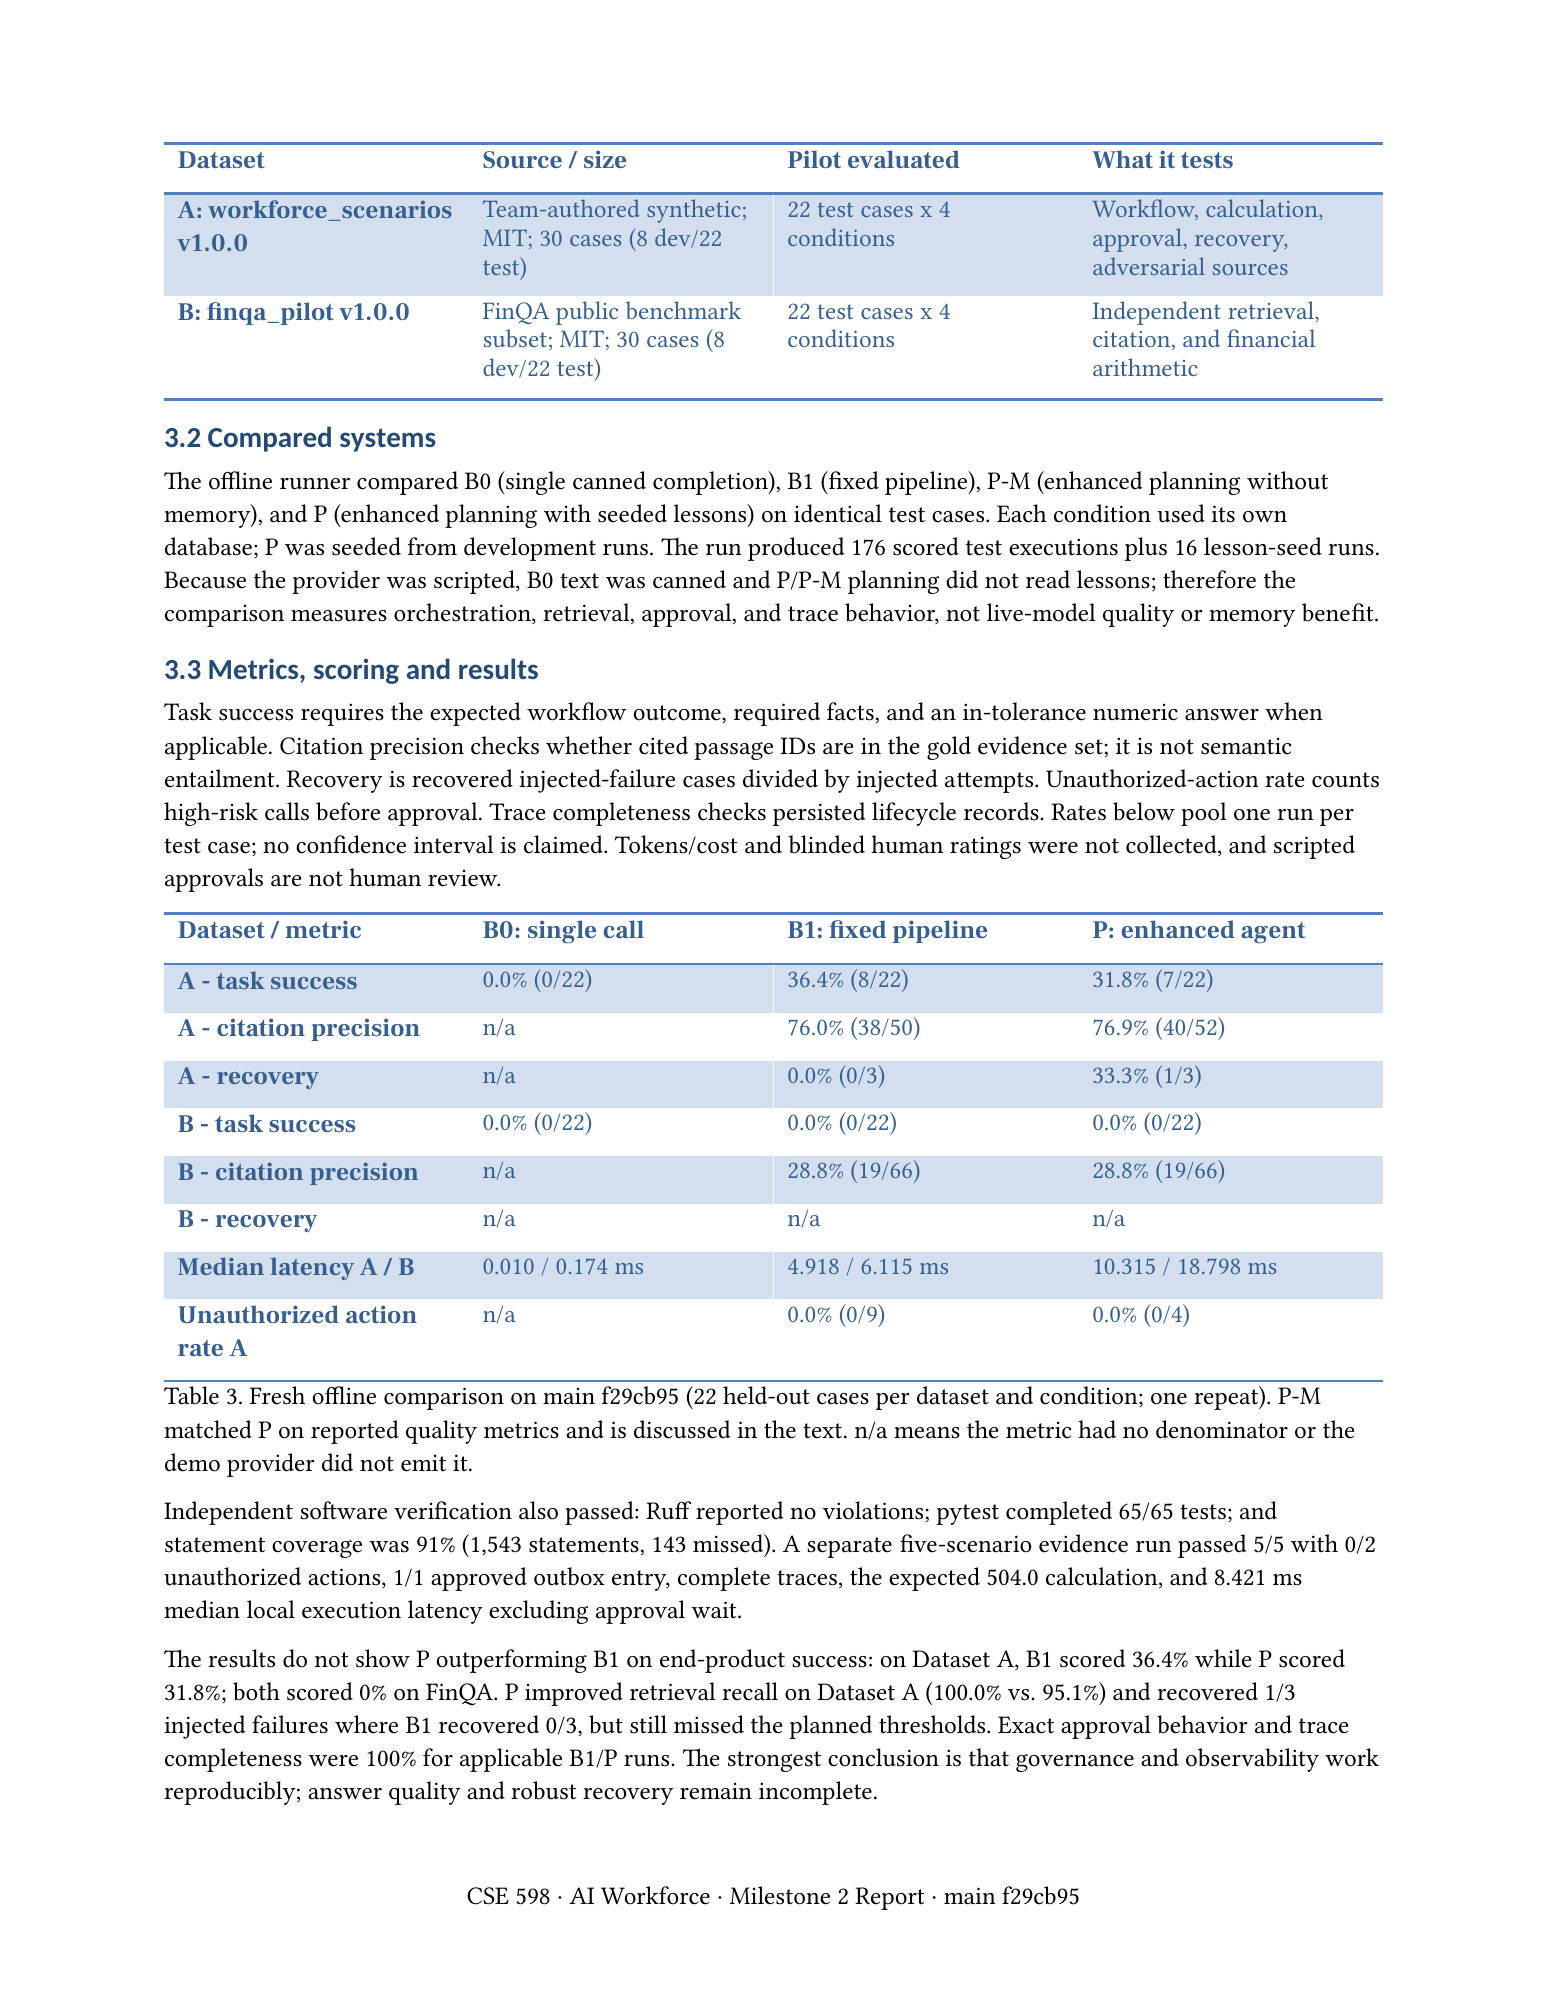 Dataset Source / size Pilot evaluated What it tests
A: workforce_scenarios v1.0.0 Team-authored synthetic; MIT; 30 cases (8 dev/22 test) 22 test cases x 4 conditions Workflow, calculation, approval, recovery, adversarial sources
B: finqa_pilot v1.0.0 FinQA public benchmark subset; MIT; 30 cases (8 dev/22 test) 22 test cases x 4 conditions Independent retrieval, citation, and financial arithmetic
3.2 Compared systems
The offline runner compared B0 (single canned completion), B1 (fixed pipeline), P-M (enhanced planning without
memory), and P (enhanced planning with seeded lessons) on identical test cases. Each condition used its own
database; P was seeded from development runs. The run produced 176 scored test executions plus 16 lesson-seed runs.
Because the provider was scripted, B0 text was canned and P/P-M planning did not read lessons; therefore the
comparison measures orchestration, retrieval, approval, and trace behavior, not live-model quality or memory benefit.
3.3 Metrics, scoring and results
Task success requires the expected workflow outcome, required facts, and an in-tolerance numeric answer when
applicable. Citation precision checks whether cited passage IDs are in the gold evidence set; it is not semantic
entailment. Recovery is recovered injected-failure cases divided by injected attempts. Unauthorized-action rate counts
high-risk calls before approval. Trace completeness checks persisted lifecycle records. Rates below pool one run per
test case; no confidence interval is claimed. Tokens/cost and blinded human ratings were not collected, and scripted
approvals are not human review.
Dataset / metric B0: single call B1: fixed pipeline P: enhanced agent
A - task success 0.0% (0/22) 36.4% (8/22) 31.8% (7/22)
A - citation precision n/a 76.0% (38/50) 76.9% (40/52)
A - recovery n/a 0.0% (0/3) 33.3% (1/3)
B - task success 0.0% (0/22) 0.0% (0/22) 0.0% (0/22)
B - citation precision n/a 28.8% (19/66) 28.8% (19/66)
B - recovery n/a n/a n/a
Median latency A / B 0.010 / 0.174 ms 4.918 / 6.115 ms 10.315 / 18.798 ms
Unauthorized action rate A n/a 0.0% (0/9) 0.0% (0/4)
Table 3. Fresh offline comparison on main f29cb95 (22 held-out cases per dataset and condition; one repeat). P-M
matched P on reported quality metrics and is discussed in the text. n/a means the metric had no denominator or the
demo provider did not emit it.
Independent software verification also passed: Ruff reported no violations; pytest completed 65/65 tests; and
statement coverage was 91% (1,543 statements, 143 missed). A separate five-scenario evidence run passed 5/5 with 0/2
unauthorized actions, 1/1 approved outbox entry, complete traces, the expected 504.0 calculation, and 8.421 ms
median local execution latency excluding approval wait.
The results do not show P outperforming B1 on end-product success: on Dataset A, B1 scored 36.4% while P scored
31.8%; both scored 0% on FinQA. P improved retrieval recall on Dataset A (100.0% vs. 95.1%) and recovered 1/3
injected failures where B1 recovered 0/3, but still missed the planned thresholds. Exact approval behavior and trace
completeness were 100% for applicable B1/P runs. The strongest conclusion is that governance and observability work
reproducibly; answer quality and robust recovery remain incomplete.
CSE 598 · AI Workforce · Milestone 2 Report · main f29cb95